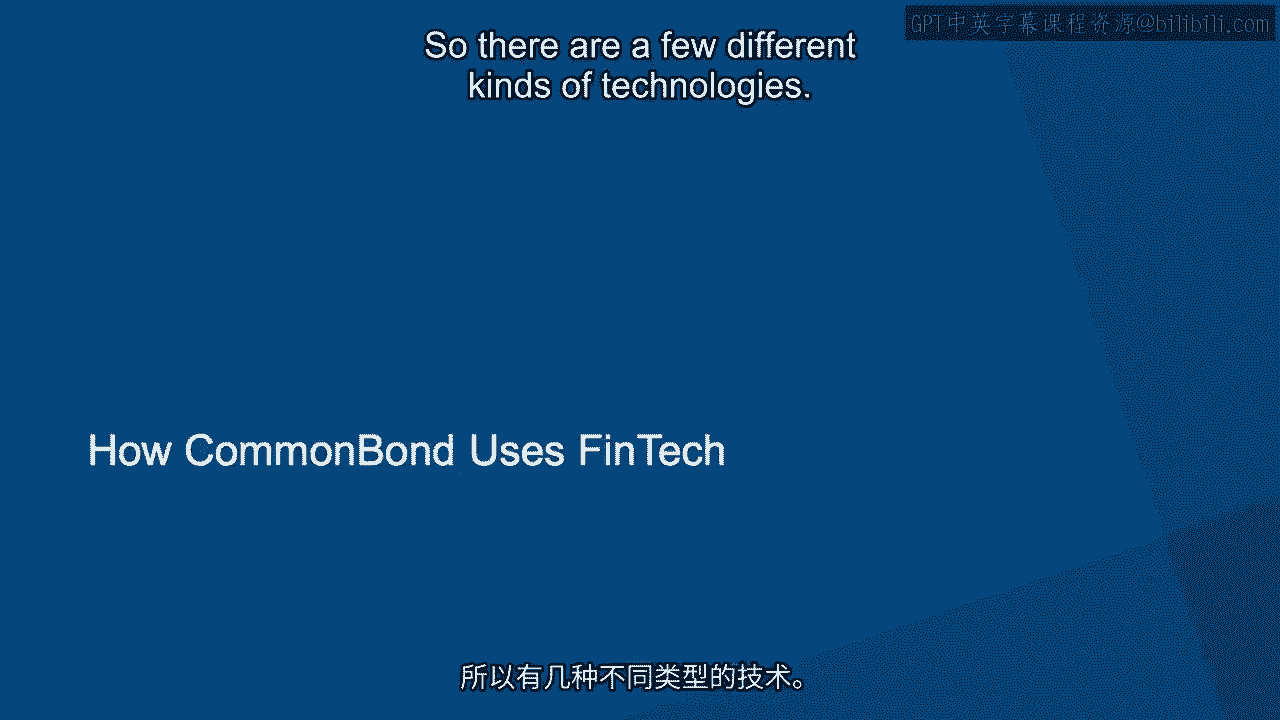 GPT中英字幕课程资源@bilibili.com
So there are a few different
kinds of technologies.
How CommonBond Uses FinTech
所以有几种不同类型的技术。